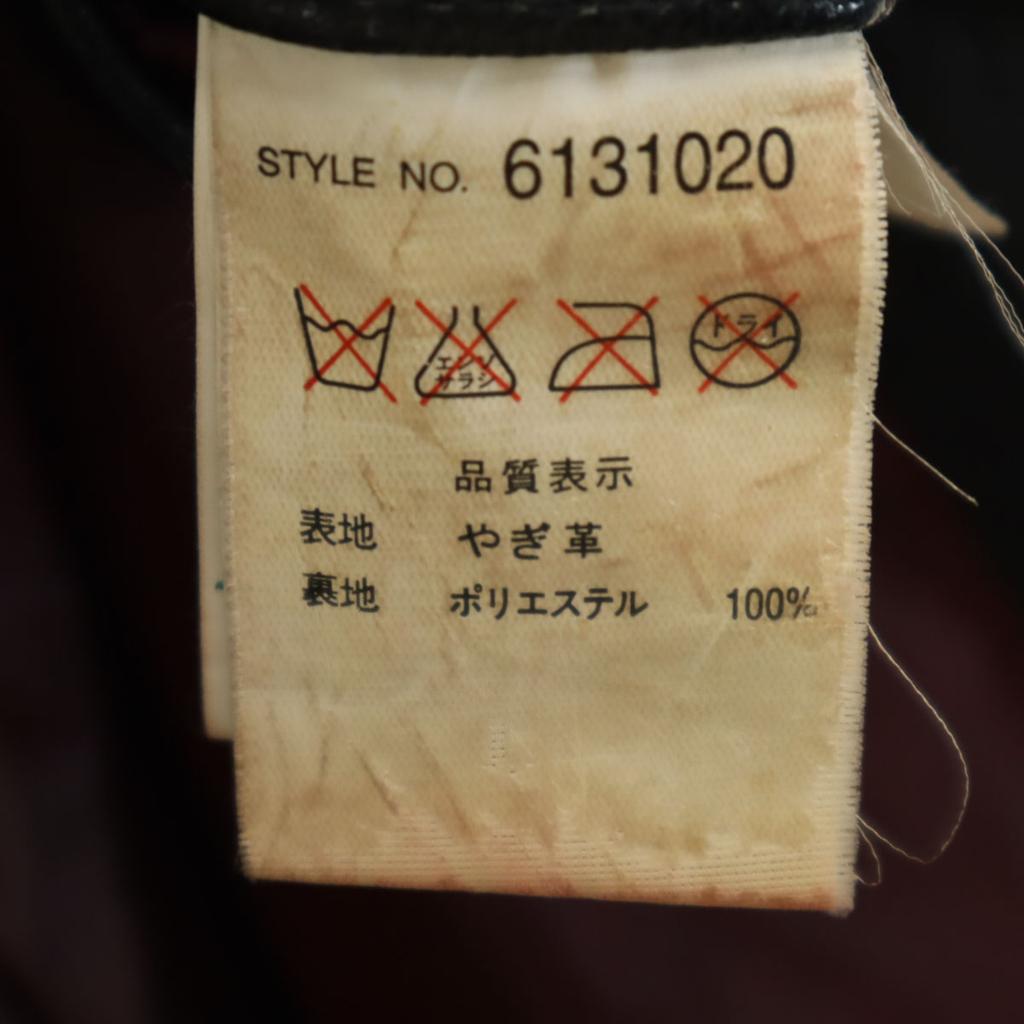 STYLE NO. 6131020
エンソ
サラシ
ドライ
品質表示
表地 やぎ革
裏地 ポリエステル 100%